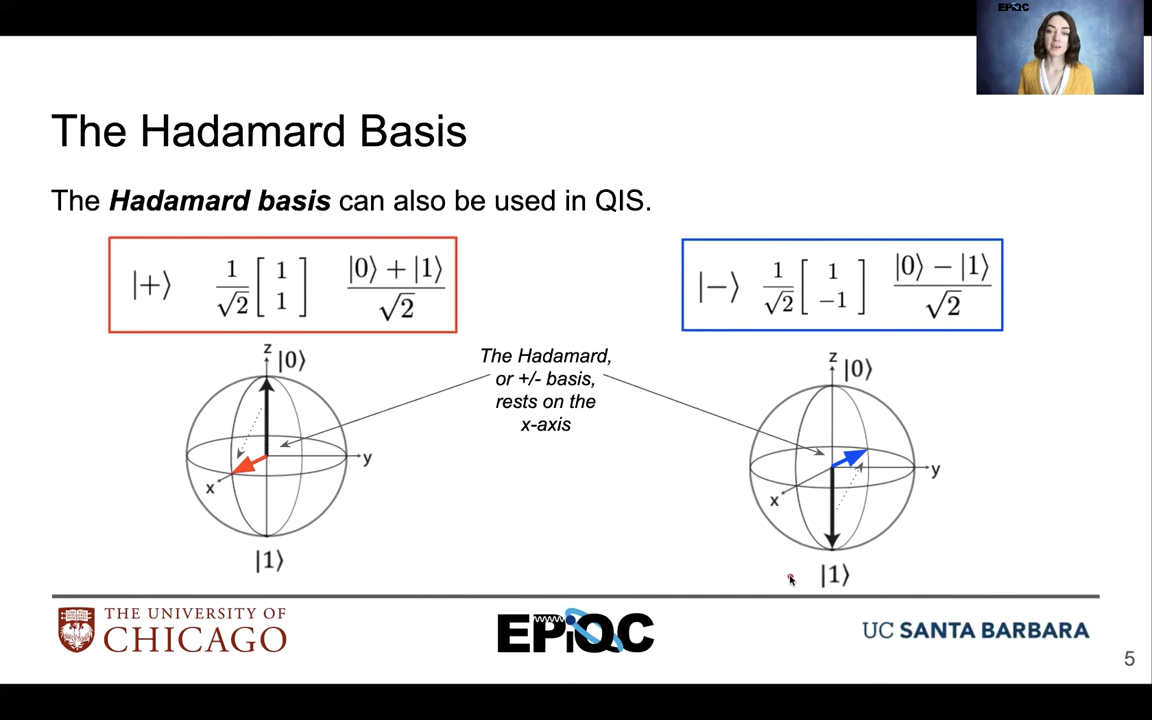 EPiQC
The Hadamard Basis
The Hadamard basis can also be used in QIS.
|+⟩ 1/√2 [1 1] |0⟩ + |1⟩ / √2
|−⟩ 1/√2 [1 −1] |0⟩ − |1⟩ / √2
The Hadamard,
or +/- basis,
rests on the
x-axis
z |0⟩
y
x
|1⟩
z |0⟩
y
x
|1⟩
THE UNIVERSITY OF
CHICAGO
EPiQC
UC SANTA BARBARA
5